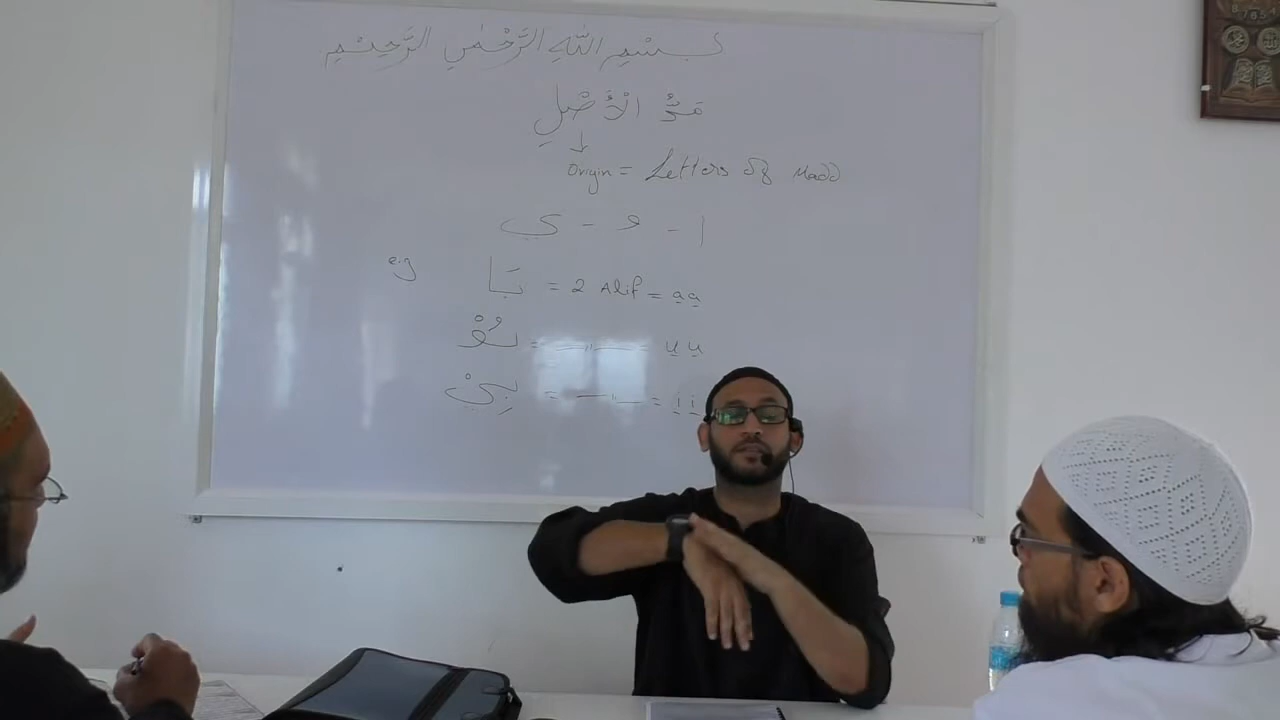 بِسْمِ اللّٰهِ الرَّحْمٰنِ الرَّحِيْمِ
مَدُّ الْأَصْلِ
↓
Origin = Letters of Madd
ا - و - ي
e.g بَا = 2 Alif = aa
بُوْ = —〃— = uu
بِيْ = —〃— = ii